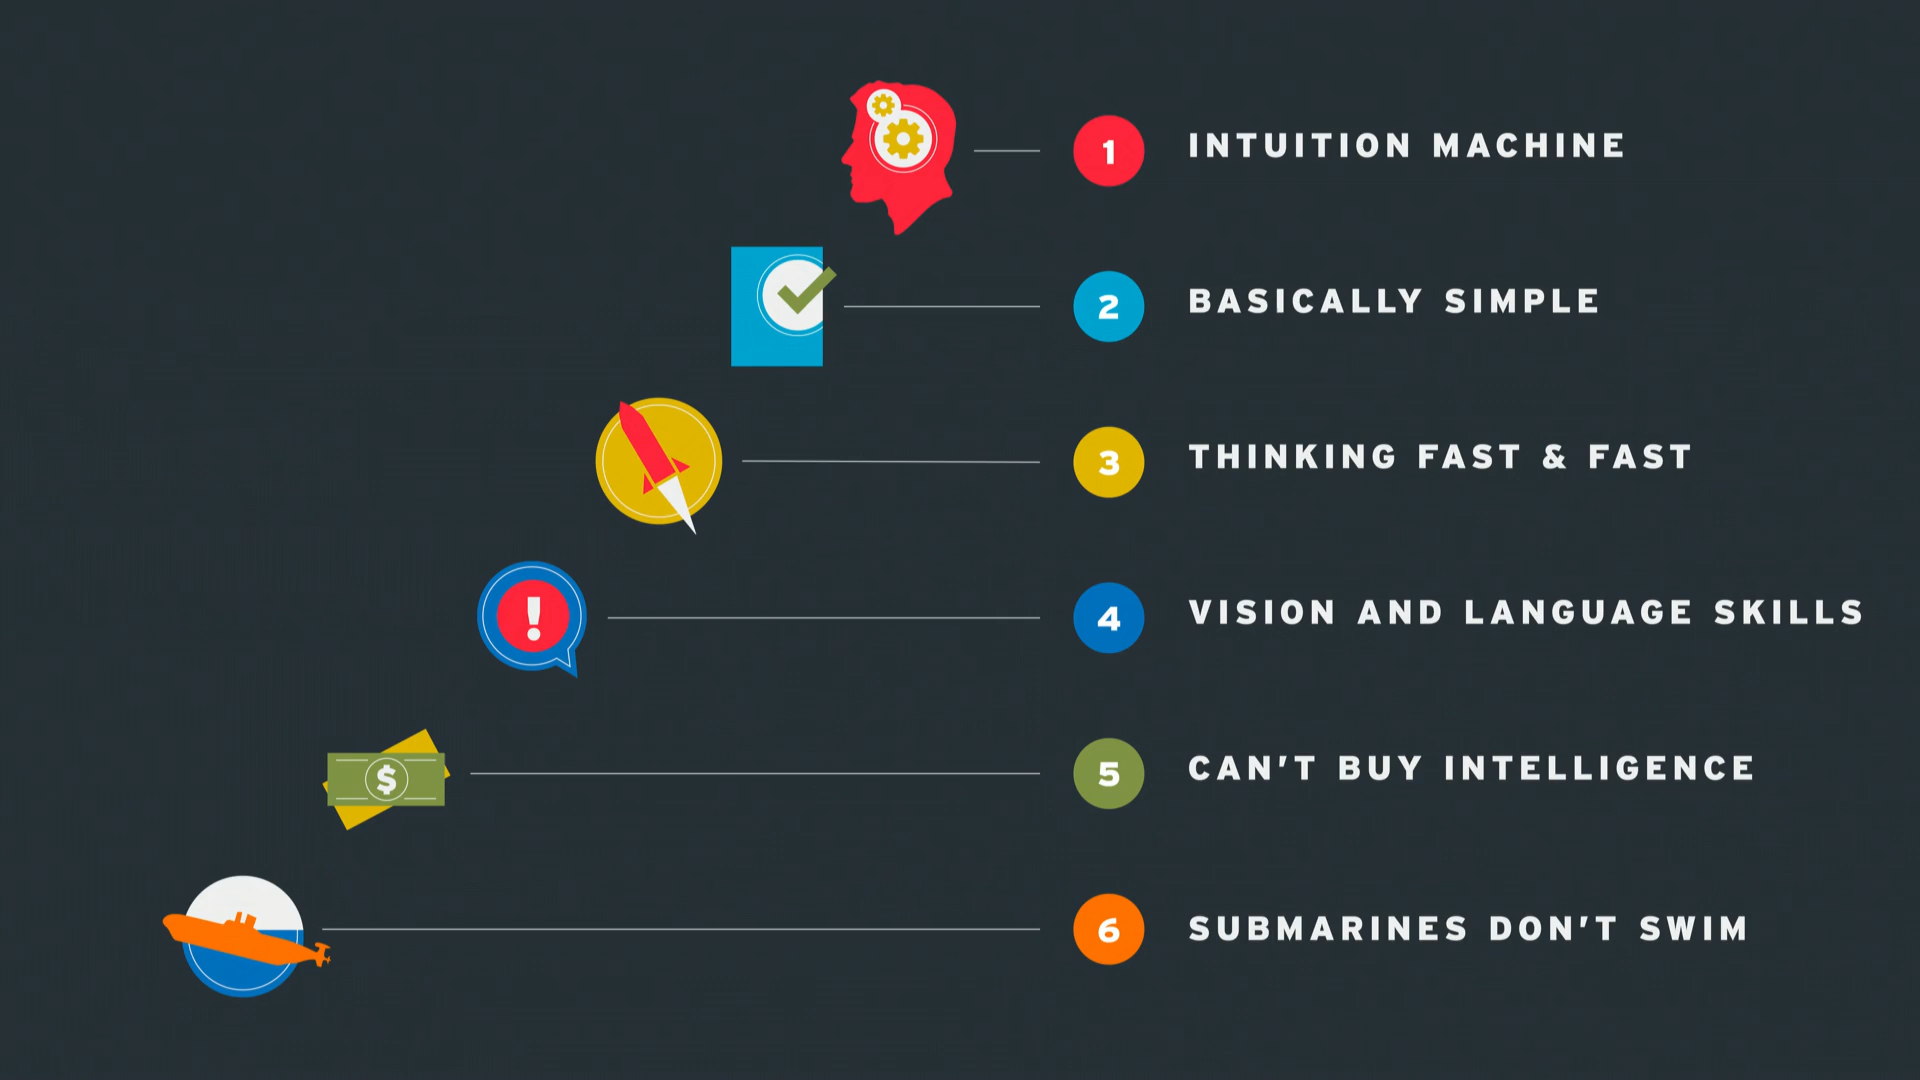 1 INTUITION MACHINE
2 BASICALLY SIMPLE
3 THINKING FAST & FAST
! 4 VISION AND LANGUAGE SKILLS
$ 5 CAN'T BUY INTELLIGENCE
6 SUBMARINES DON'T SWIM